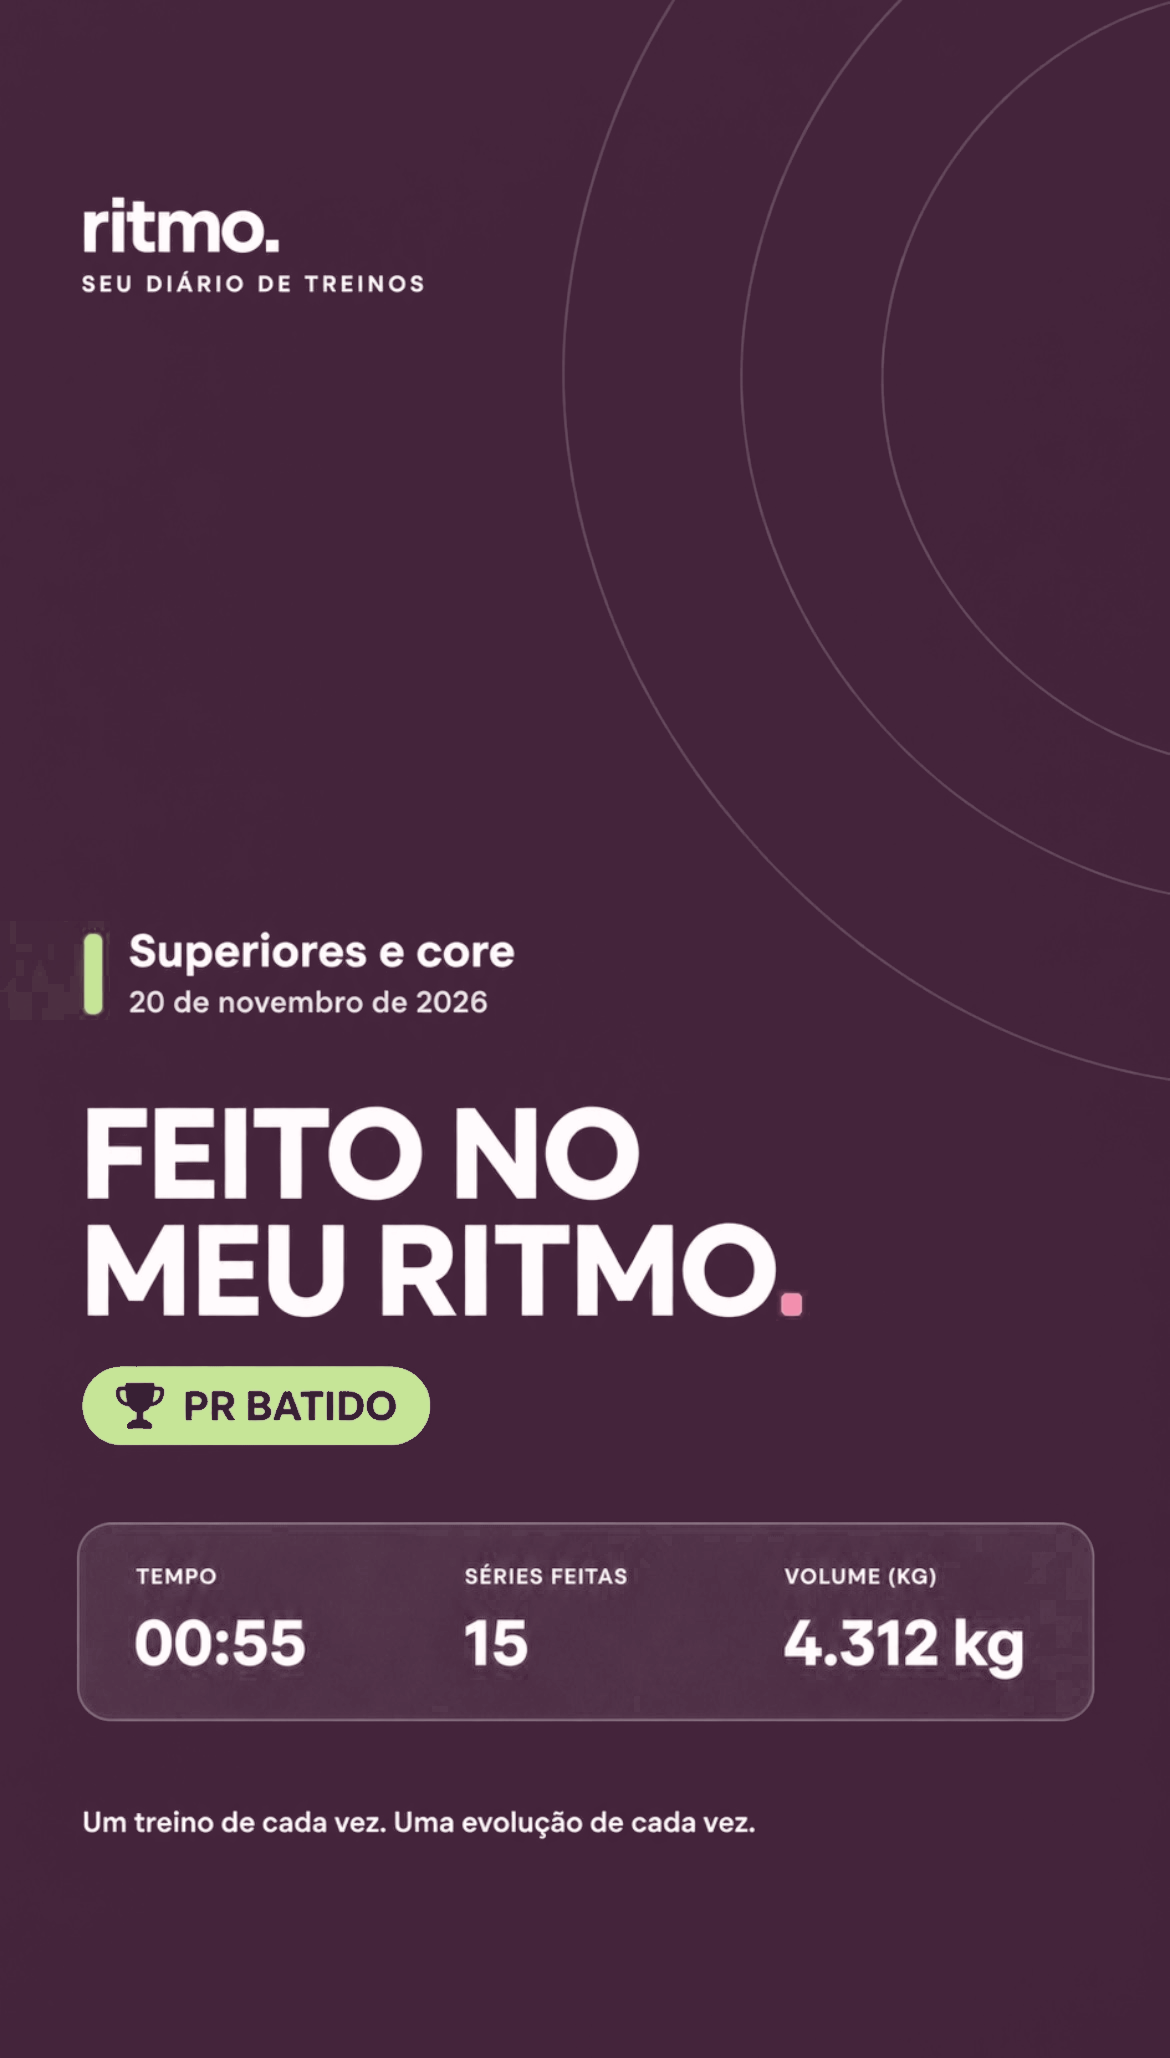 ritmo.
SEU DIÁRIO DE TREINOS
Superiores e core
20 de novembro de 2026
FEITO NO
MEU RITMO.
PR BATIDO
TEMPO SÉRIES FEITAS VOLUME (KG)
00:55 15 4.312 kg
Um treino de cada vez. Uma evolução de cada vez.